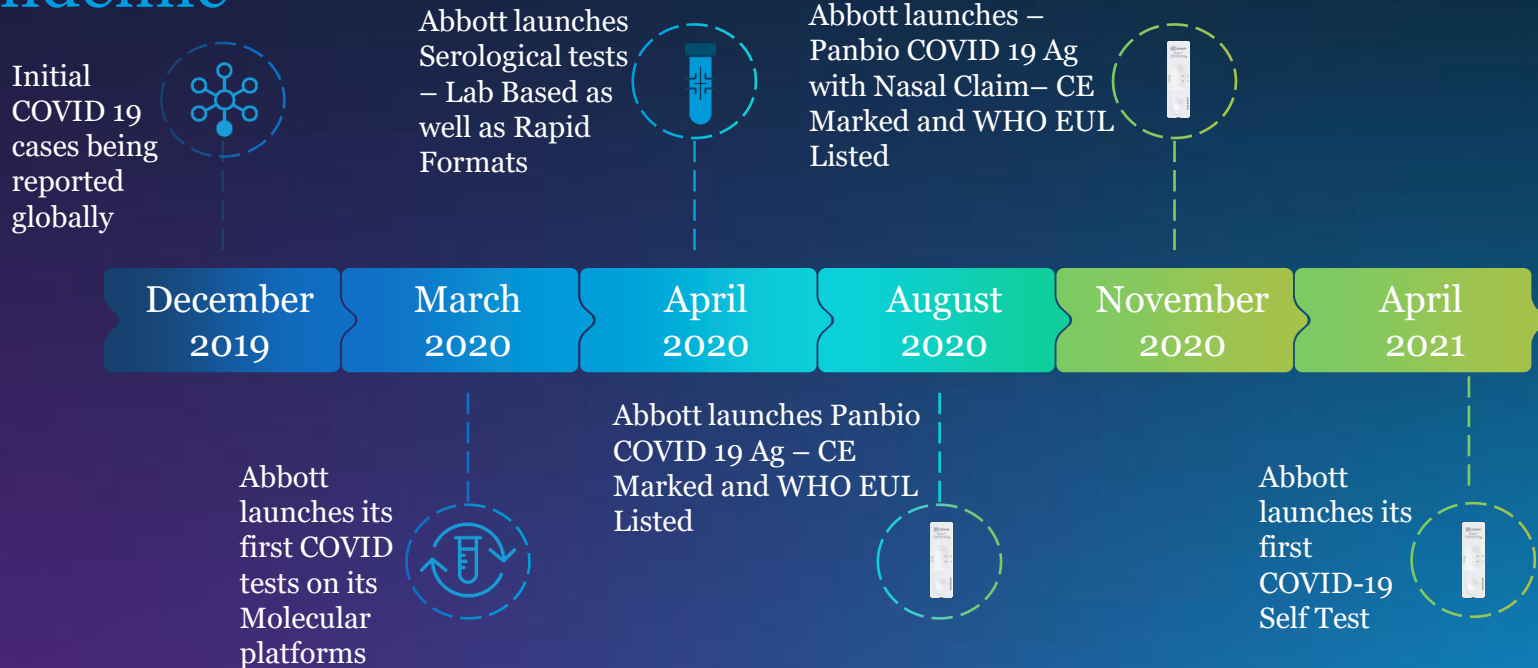 Initial
COVID 19
cases being
reported
globally
Abbott launches
Serological tests
– Lab Based as
well as Rapid
Formats
Abbott launches –
Panbio COVID 19 Ag
with Nasal Claim– CE
Marked and WHO EUL
Listed
December
2019
March
2020
April
2020
August
2020
November
2020
April
2021
Abbott
launches its
first COVID
tests on its
Molecular
platforms
Abbott launches Panbio
COVID 19 Ag – CE
Marked and WHO EUL
Listed
Abbott
launches its
first
COVID-19
Self Test